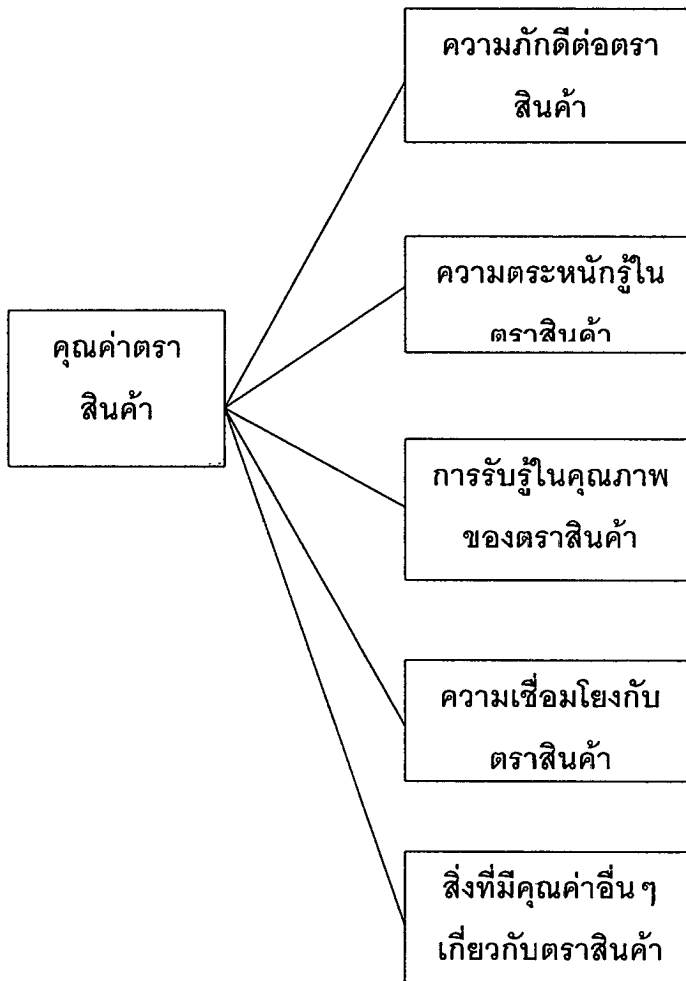 ความภักดีต่อตรา
สินค้า
ความตระหนักรู้ใน
ตราสินค้า
คุณค่าตรา
สินค้า
การรับรู้ในคุณภาพ
ของตราสินค้า
ความเชื่อมโยงกับ
ตราสินค้า
สิ่งที่มีคุณค่าอื่นๆ
เกี่ยวกับตราสินค้า